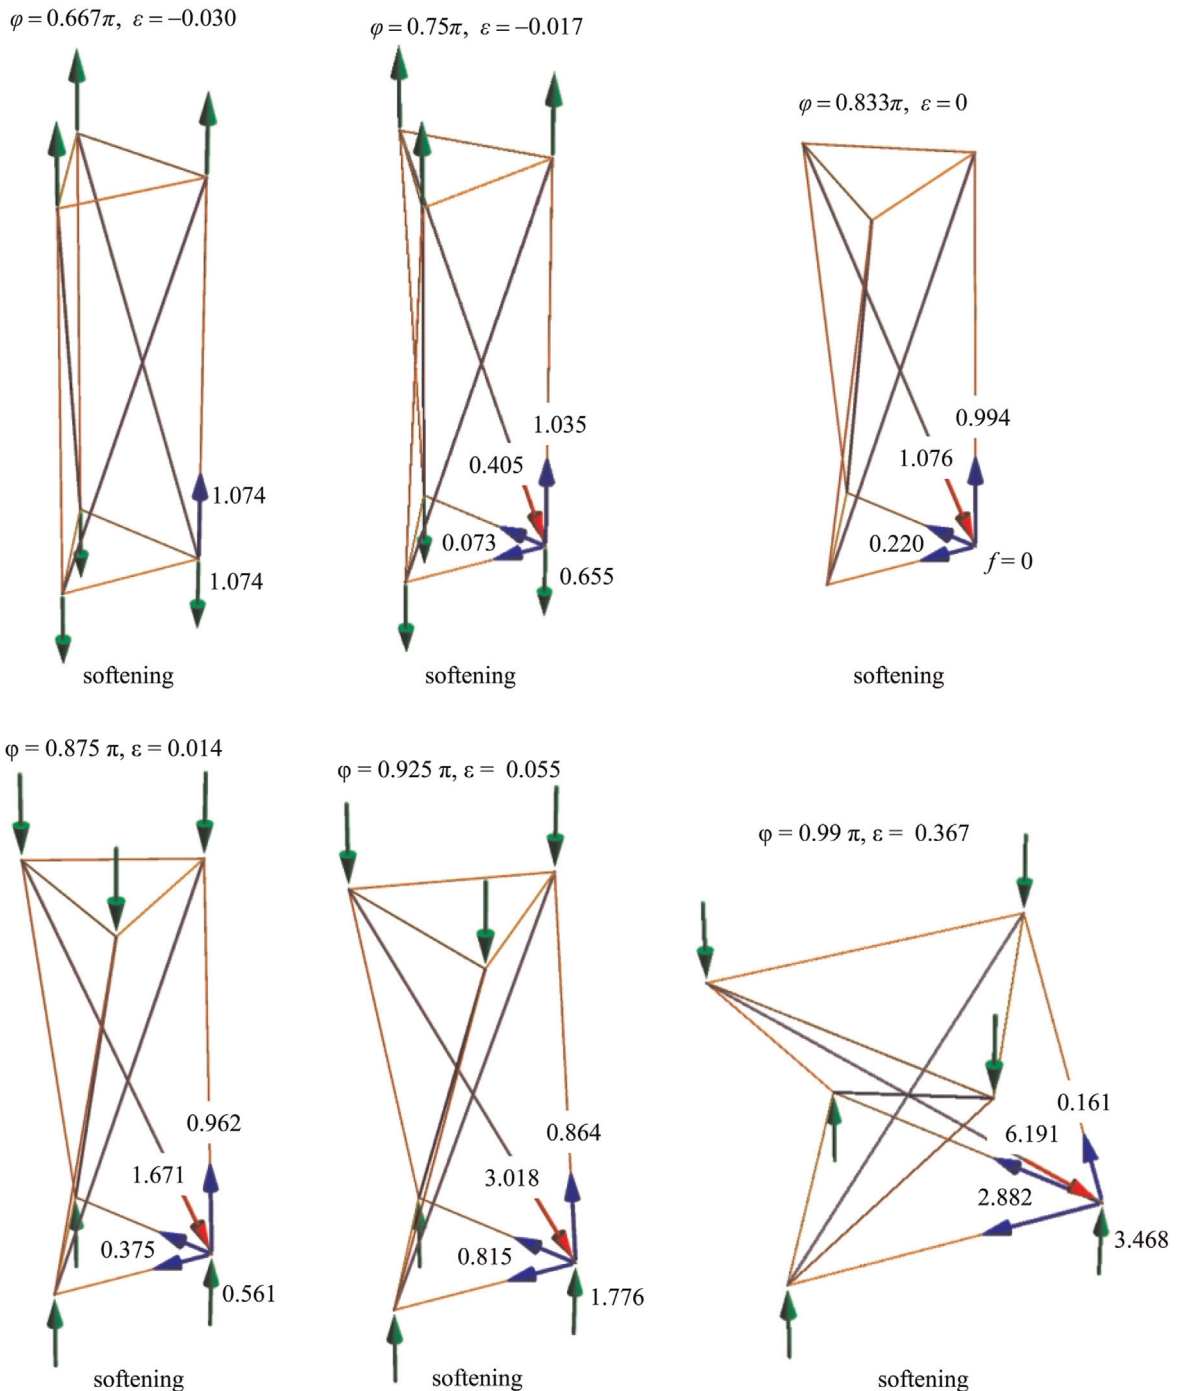 φ = 0.667π, ε = −0.030
φ = 0.75π, ε = −0.017
φ = 0.833π, ε = 0
1.074
1.074
softening
1.035
0.405
0.073
0.655
softening
0.994
1.076
0.220
f = 0
softening
φ = 0.875 π, ε = 0.014
φ = 0.925 π, ε = 0.055
φ = 0.99 π, ε = 0.367
0.962
1.671
0.375
0.561
softening
0.864
3.018
0.815
1.776
softening
0.161
6.191
2.882
3.468
softening